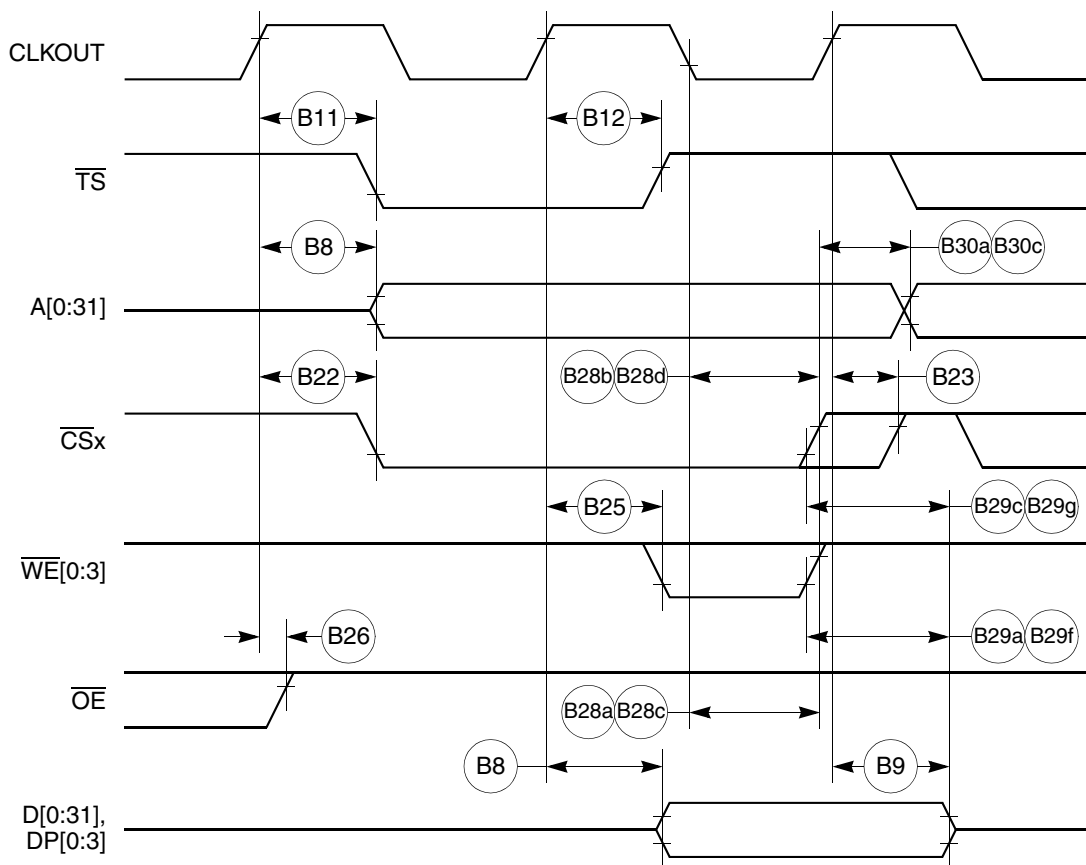 CLKOUT
B11 B12
TS
B8 B30a B30c
A[0:31]
B22 B28b B28d B23
CSx
B25 B29c B29g
WE[0:3]
B26 B29a B29f
OE
B28a B28c
B8 B9
D[0:31],
DP[0:3]